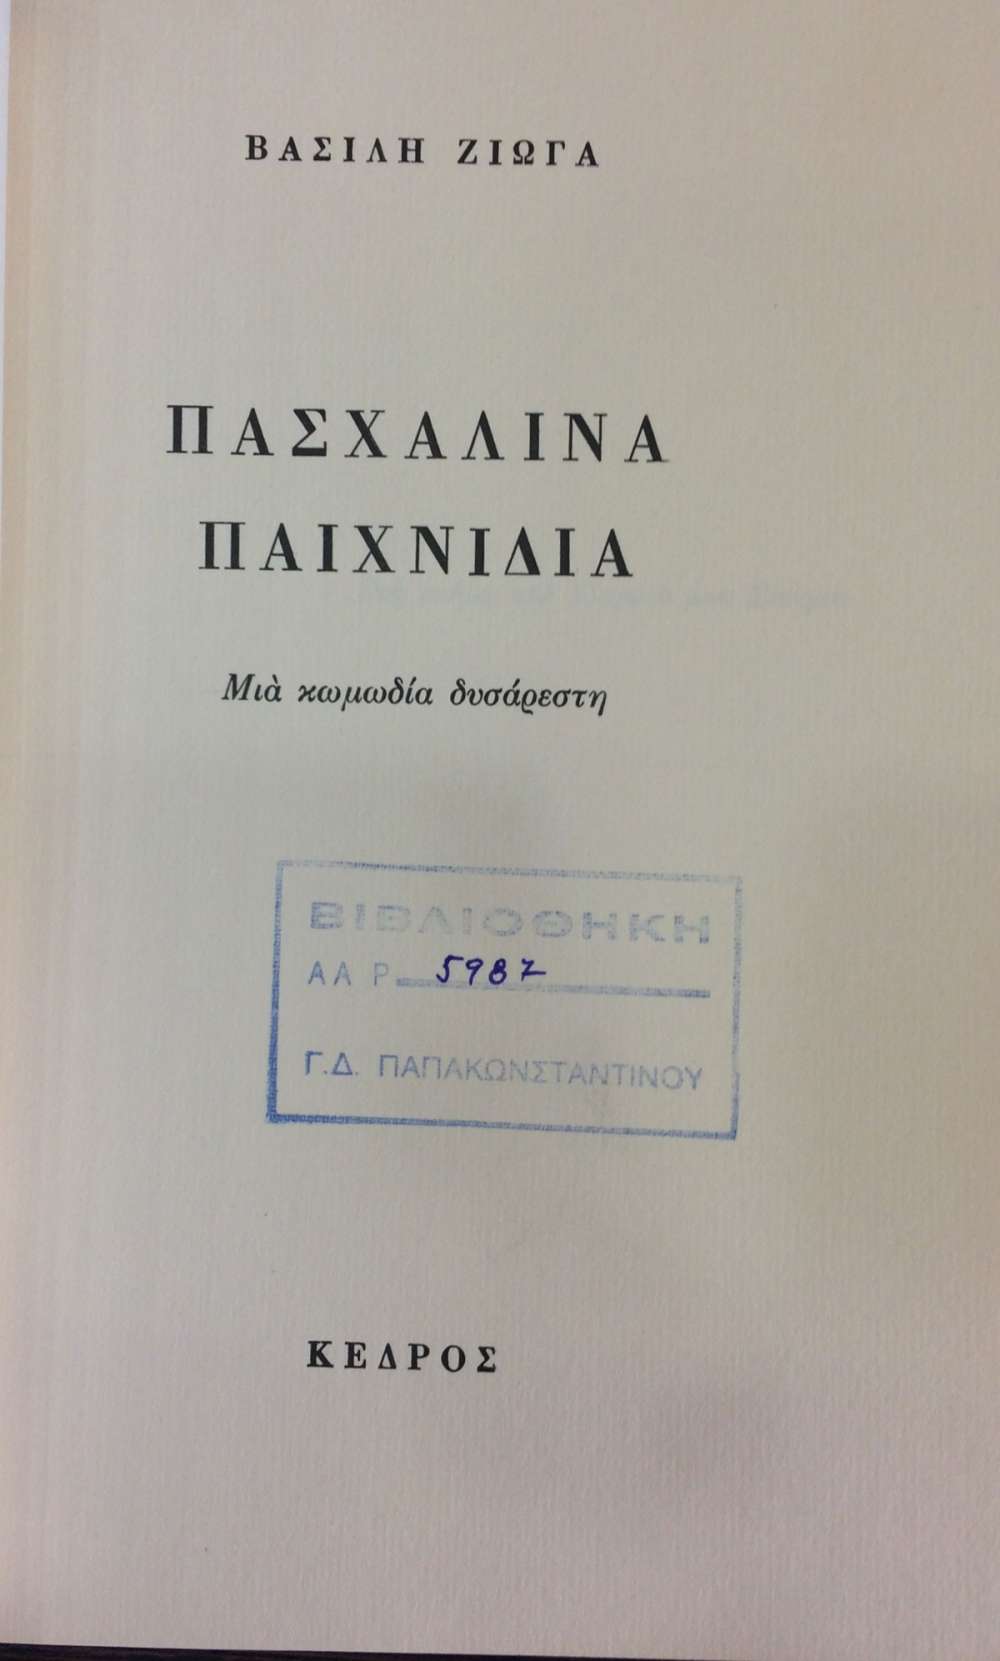 ΒΑΣΙΛΗ ΖΙΩΓΑ
ΠΑΣΧΑΛΙΝΑ
ΠΑΙΧΝΙΔΙΑ
Μιὰ κωμωδία δυσάρεστη
ΒΙΒΛΙΟΘΗΚΗ
ΑΑ Ρ 5987
Γ.Δ. ΠΑΠΑΚΩΝΣΤΑΝΤΙΝΟΥ
ΚΕΔΡΟΣ